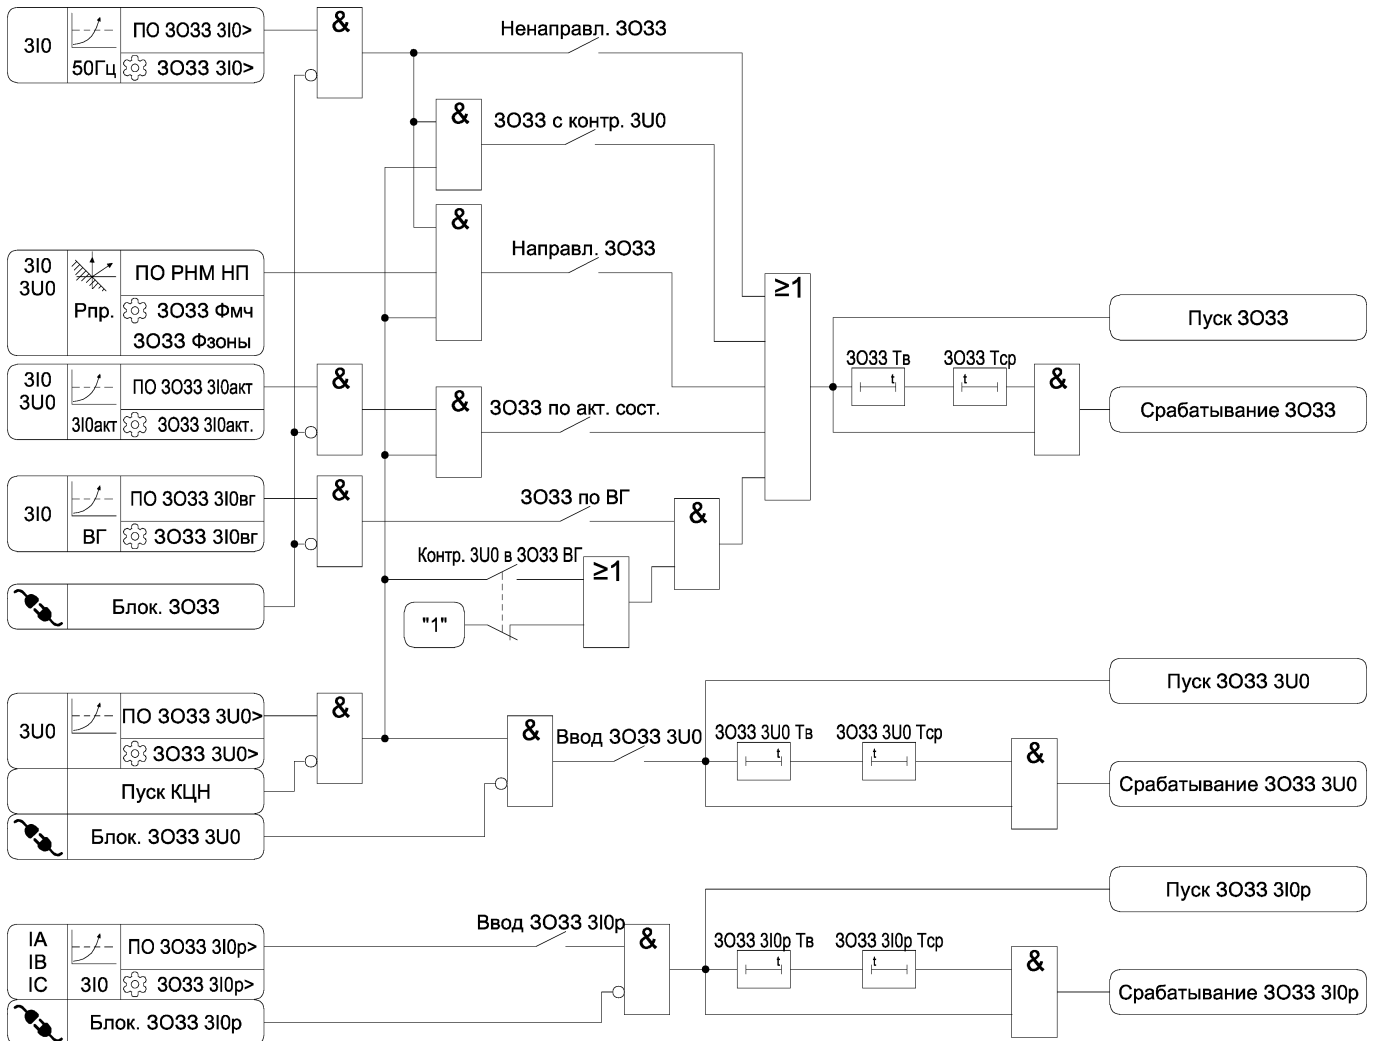 3I0
50Гц
ПО ЗОЗЗ 3I0>
ЗОЗЗ 3I0>
&
Ненаправл. ЗОЗЗ
&
ЗОЗЗ с контр. 3U0
&
Направл. ЗОЗЗ
3I0
3U0
Pпр.
ПО РНМ НП
ЗОЗЗ Фмч
ЗОЗЗ Фзоны
≥1
Пуск ЗОЗЗ
ЗОЗЗ Тв
t
ЗОЗЗ Тср
t
&
Срабатывание ЗОЗЗ
3I0
3U0
3I0акт
ПО ЗОЗЗ 3I0акт
ЗОЗЗ 3I0акт.
&
&
ЗОЗЗ по акт. сост.
3I0
ВГ
ПО ЗОЗЗ 3I0вг
ЗОЗЗ 3I0вг
&
ЗОЗЗ по ВГ
&
Контр. 3U0 в ЗОЗЗ ВГ
≥1
"1"
Блок. ЗОЗЗ
3U0
ПО ЗОЗЗ 3U0>
ЗОЗЗ 3U0>
Пуск КЦН
Блок. ЗОЗЗ 3U0
&
&
Ввод ЗОЗЗ 3U0
Пуск ЗОЗЗ 3U0
ЗОЗЗ 3U0 Тв
t
ЗОЗЗ 3U0 Тср
t
&
Срабатывание ЗОЗЗ 3U0
IA
IB
IC
3I0
ПО ЗОЗЗ 3I0р>
ЗОЗЗ 3I0р>
Блок. ЗОЗЗ 3I0р
Ввод ЗОЗЗ 3I0р
&
Пуск ЗОЗЗ 3I0р
ЗОЗЗ 3I0р Тв
t
ЗОЗЗ 3I0р Тср
t
&
Срабатывание ЗОЗЗ 3I0р